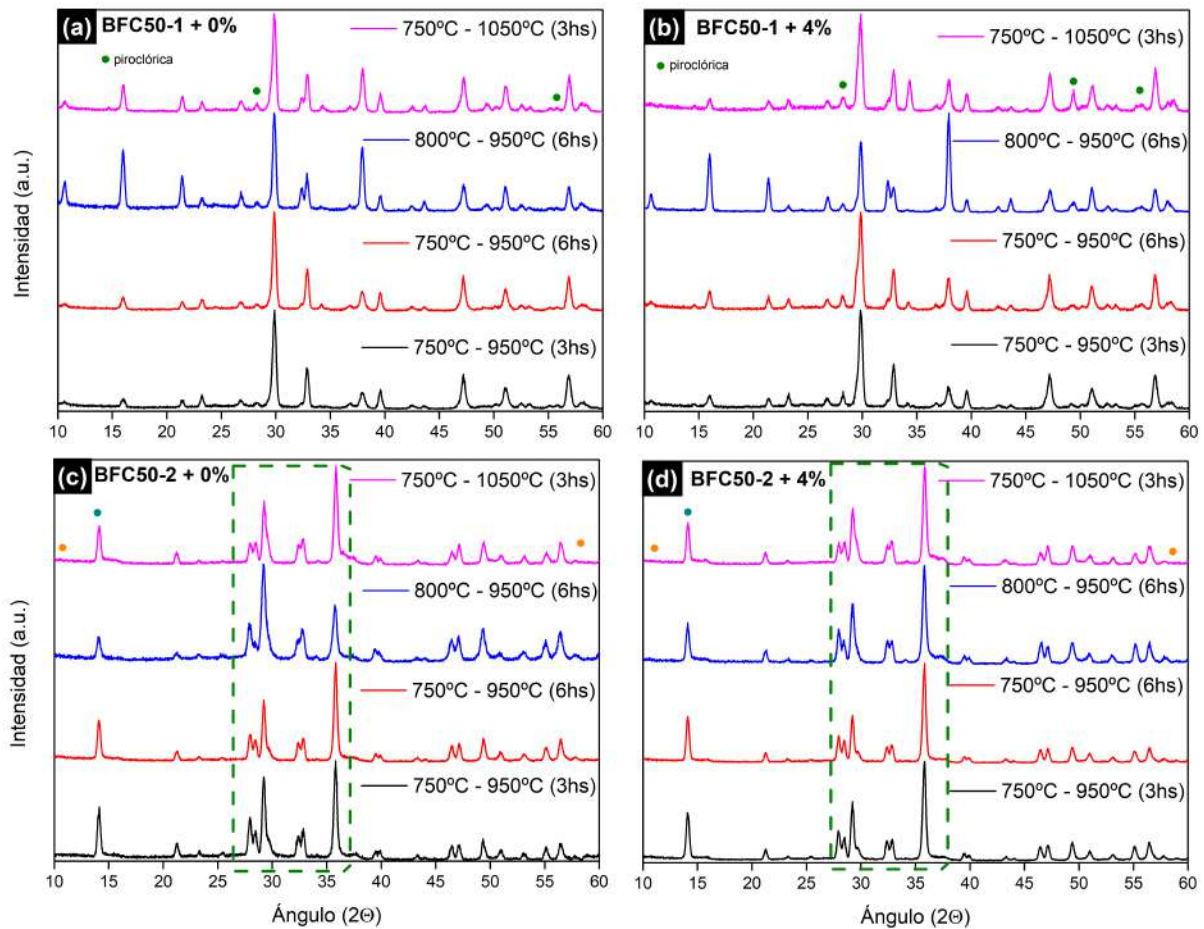 (a) BFC50-1 + 0%
piroclórica
750ºC - 1050ºC (3hs)
800ºC - 950ºC (6hs)
750ºC - 950ºC (6hs)
750ºC - 950ºC (3hs)
Intensidad (a.u.)
10 15 20 25 30 35 40 45 50 55 60
(b) BFC50-1 + 4%
piroclórica
750ºC - 1050ºC (3hs)
800ºC - 950ºC (6hs)
750ºC - 950ºC (6hs)
750ºC - 950ºC (3hs)
10 15 20 25 30 35 40 45 50 55 60
(c) BFC50-2 + 0%
750ºC - 1050ºC (3hs)
800ºC - 950ºC (6hs)
750ºC - 950ºC (6hs)
750ºC - 950ºC (3hs)
Intensidad (a.u.)
10 15 20 25 30 35 40 45 50 55 60
Ángulo (2Θ)
(d) BFC50-2 + 4%
750ºC - 1050ºC (3hs)
800ºC - 950ºC (6hs)
750ºC - 950ºC (6hs)
750ºC - 950ºC (3hs)
10 15 20 25 30 35 40 45 50 55 60
Ángulo (2Θ)